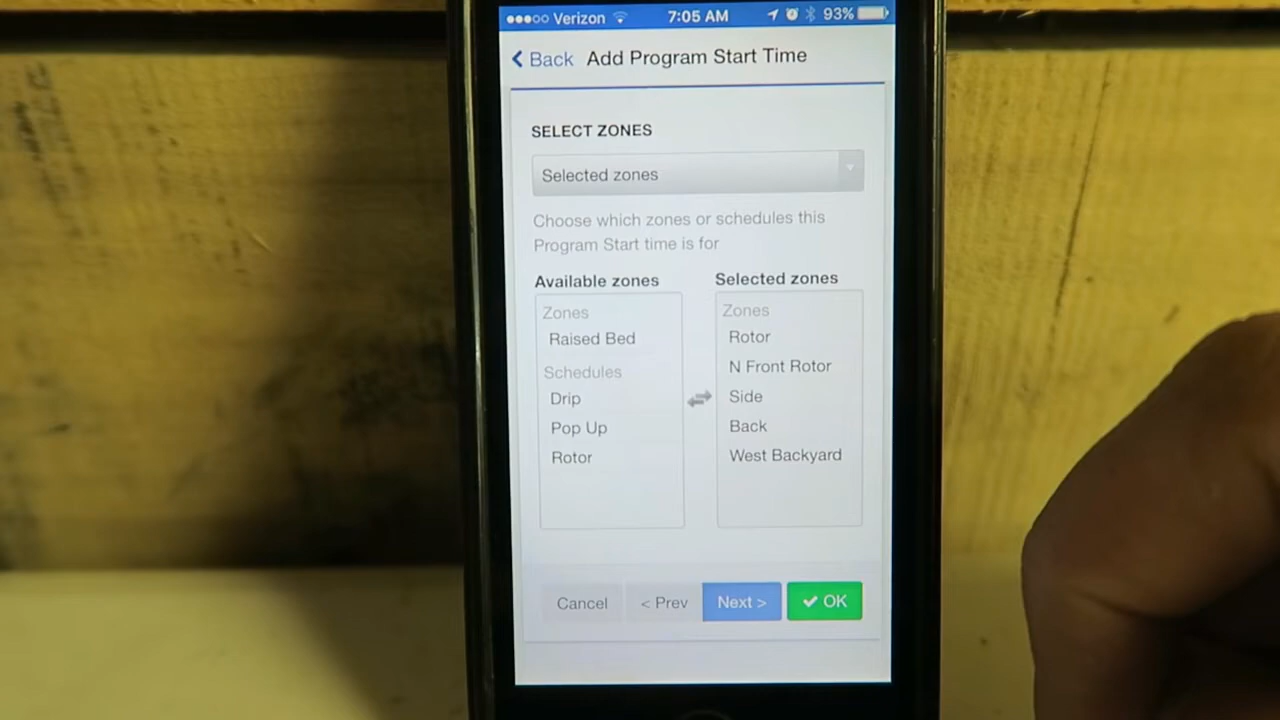 Verizon 7:05 AM 93%
Back Add Program Start Time
SELECT ZONES
Selected zones
Choose which zones or schedules this
Program Start time is for
Available zones Selected zones
Zones Zones
Raised Bed Rotor
Schedules N Front Rotor
Drip Side
Pop Up Back
Rotor West Backyard
Cancel < Prev Next > OK